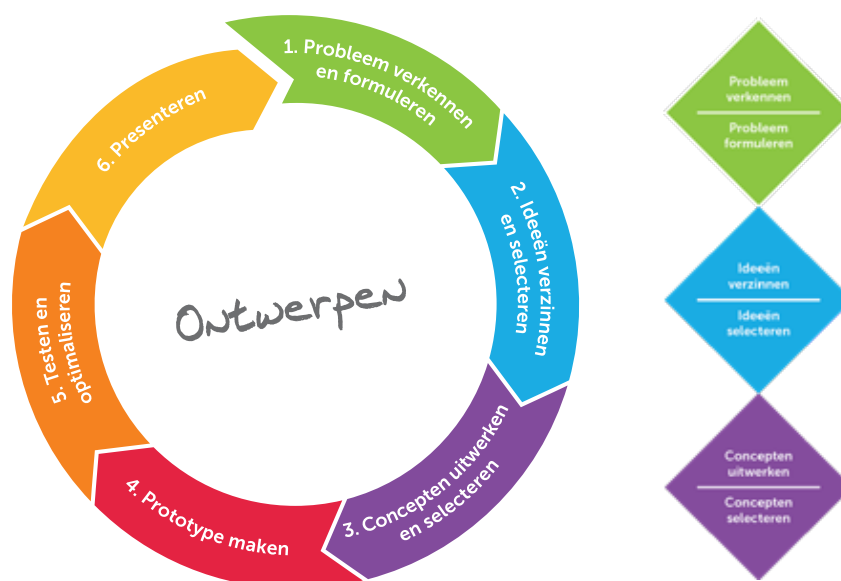 1. Probleem verkennen
en formuleren
2. Ideeën verzinnen
en selecteren
3. Concepten uitwerken
en selecteren
4. Prototype maken
5. Testen en
optimaliseren
6. Presenteren
Ontwerpen
Probleem
verkennen
Probleem
formuleren
Ideeën
verzinnen
Ideeën
selecteren
Concepten
uitwerken
Concepten
selecteren